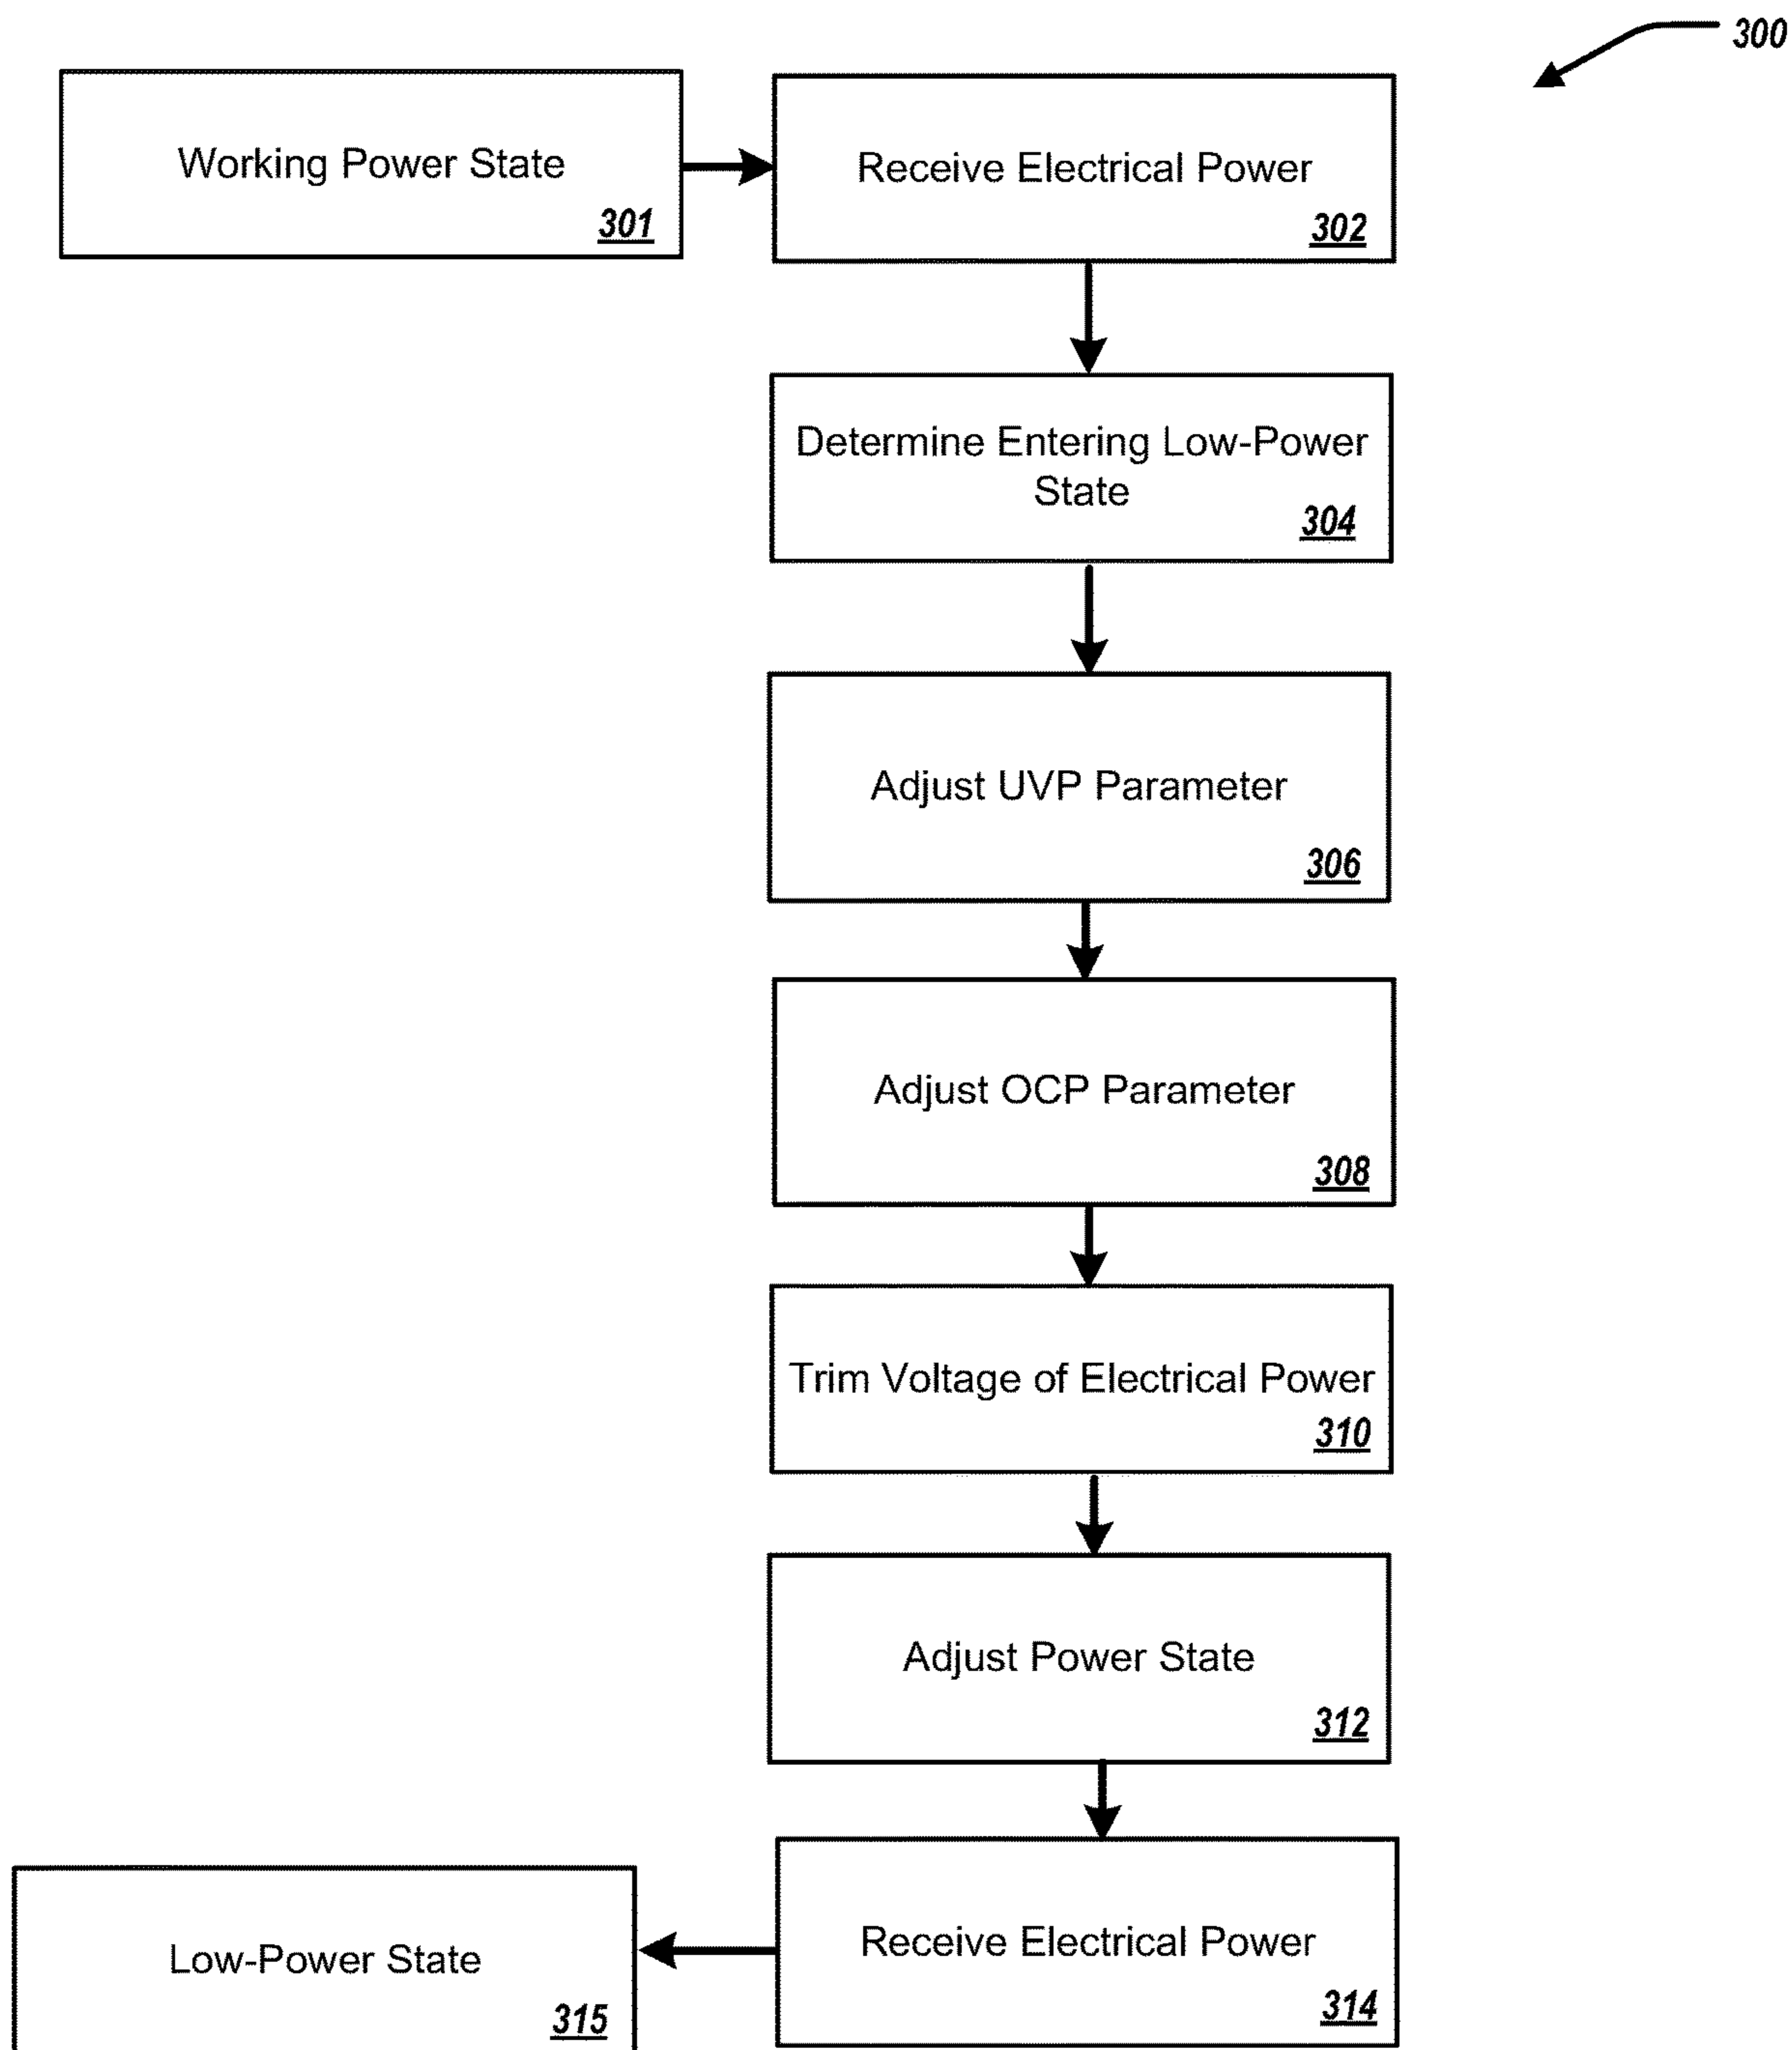 300
Working Power State
301
Receive Electrical Power
302
Determine Entering Low-Power
State
304
Adjust UVP Parameter
306
Adjust OCP Parameter
308
Trim Voltage of Electrical Power
310
Adjust Power State
312
Receive Electrical Power
314
Low-Power State
315